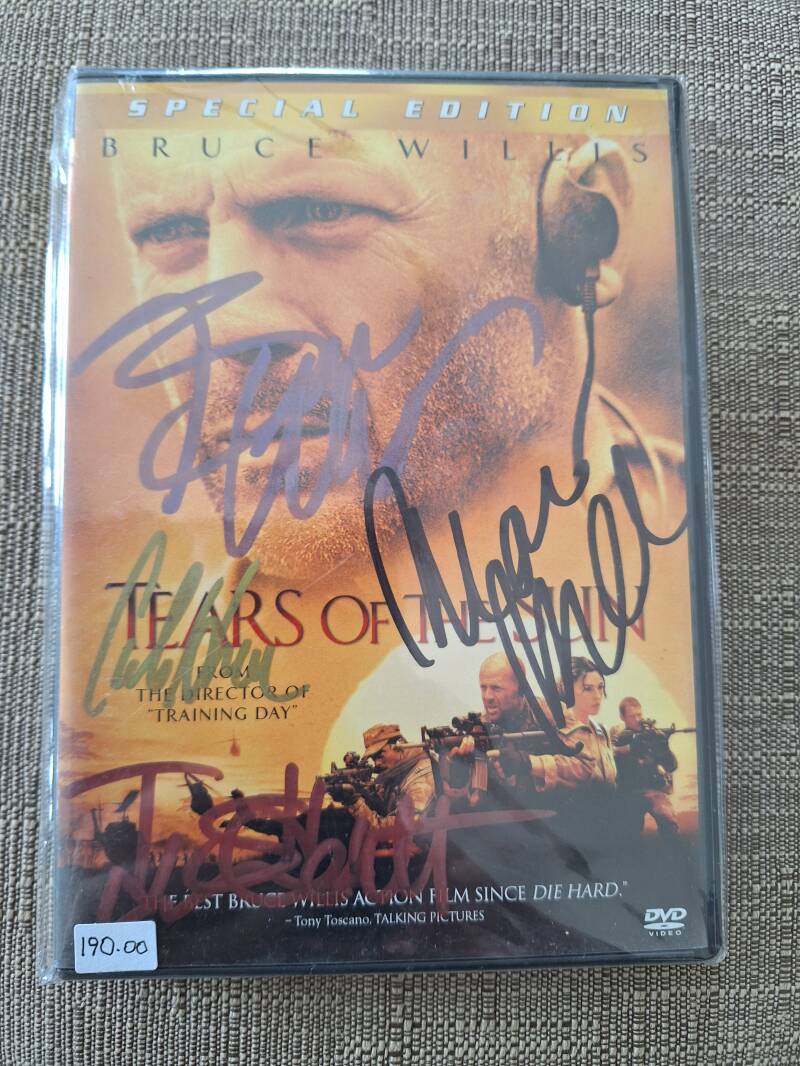 SPECIAL EDITION
BRUCE WILLIS
TEARS OF THE SUN
FROM
THE DIRECTOR OF
"TRAINING DAY"
"THE BEST BRUCE WILLIS ACTION FILM SINCE DIE HARD."
– Tony Toscano, TALKING PICTURES
DVD
VIDEO
190.00